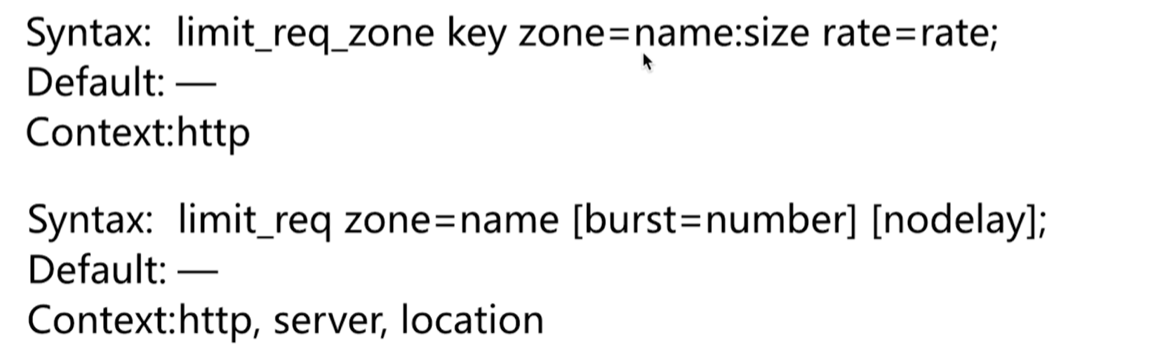 Syntax:  limit_req_zone key zone=name:size rate=rate;
Default: —
Context:http
Syntax:  limit_req zone=name [burst=number] [nodelay];
Default: —
Context:http, server, location